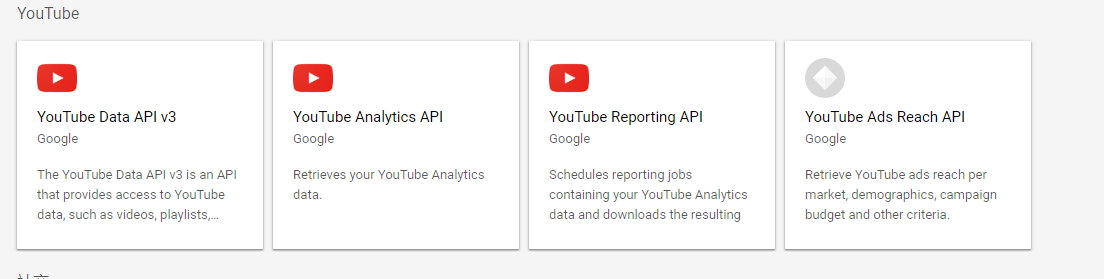 YouTube
YouTube Data API v3
Google
The YouTube Data API v3 is an API
that provides access to YouTube
data, such as videos, playlists,...
YouTube Analytics API
Google
Retrieves your YouTube Analytics
data.
YouTube Reporting API
Google
Schedules reporting jobs
containing your YouTube Analytics
data and downloads the resulting
YouTube Ads Reach API
Google
Retrieve YouTube ads reach per
market, demographics, campaign
budget and other criteria.